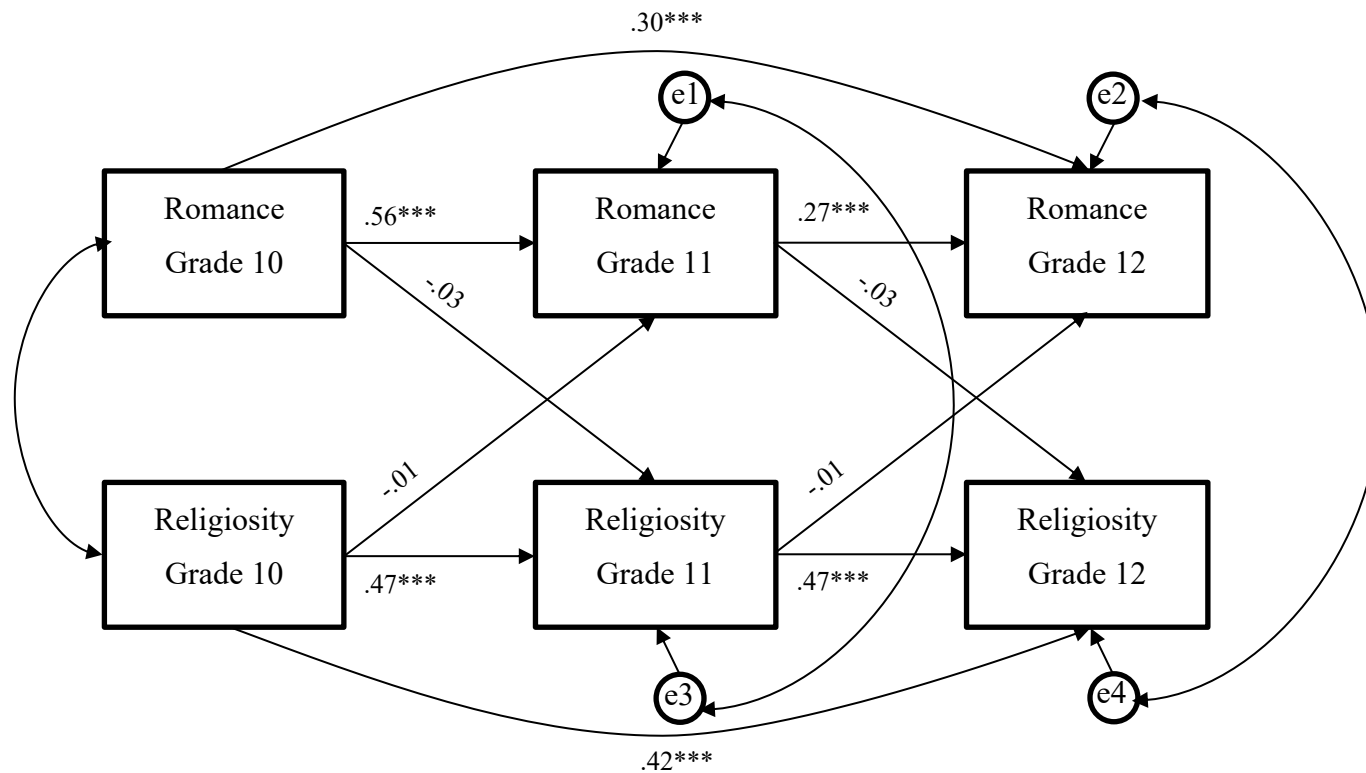 .30***
e1
e2
Romance
Grade 10
.56***
Romance
Grade 11
.27***
Romance
Grade 12
-.03
-.03
-.01
-.01
Religiosity
Grade 10
.47***
Religiosity
Grade 11
.47***
Religiosity
Grade 12
e3
e4
.42***